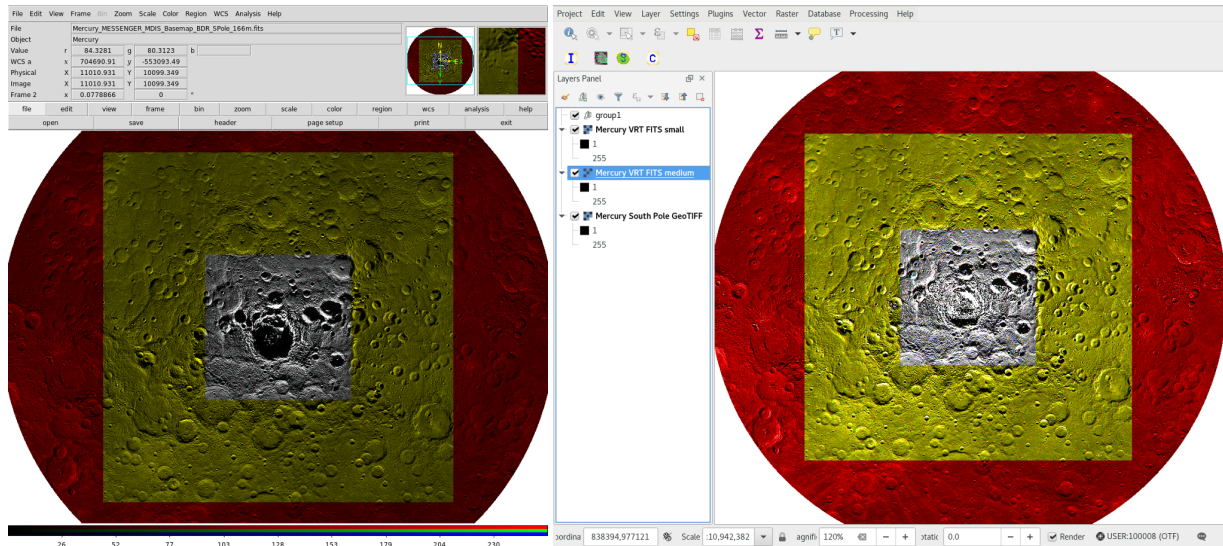 File Edit View Frame Bin Zoom Scale Color Region WCS Analysis Help
File Mercury_MESSENGER_MDIS_Basemap_BDR_SPole_166m.fits
Object Mercury
Value r 84.3281 g 80.3123 b
WCS a x 704690.91 y -553093.49
Physical X 11010.931 Y 10099.349
Image X 11010.931 Y 10099.349
Frame 2 x 0.0778866 0 °
N
E X
file edit view frame bin zoom scale color region wcs analysis help
open save header page setup print exit
26 52 77 103 128 153 179 204 230
Project Edit View Layer Settings Plugins Vector Raster Database Processing Help
Σ T
I S C
Layers Panel
group1
Mercury VRT FITS small
1
255
Mercury VRT FITS medium
1
255
Mercury South Pole GeoTIFF
1
255
oordina 838394,977121 Scale :10,942,382 agnifi 120% − + otatic 0.0 − + Render USER:100008 (OTF)